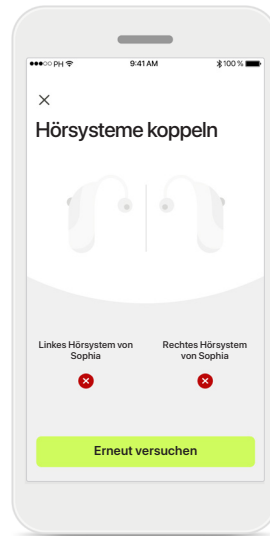 ●●●○○ PH 9:41 AM 100 %
Hörsysteme koppeln
Linkes Hörsystem von
Sophia
Rechtes Hörsystem
von Sophia
Erneut versuchen